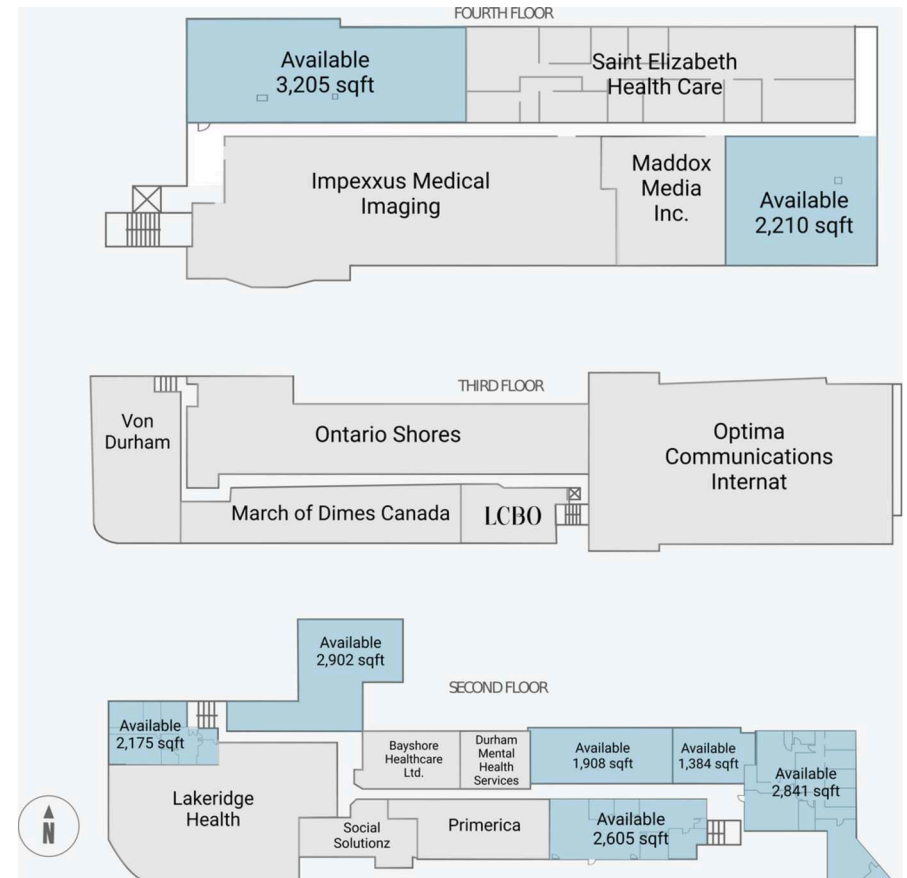 FOURTH FLOOR
Available
3,205 sqft
Saint Elizabeth
Health Care
Impexxus Medical
Imaging
Maddox
Media
Inc.
Available
2,210 sqft
THIRD FLOOR
Von
Durham
Ontario Shores
Optima
Communications
Internat
March of Dimes Canada
LCBO
SECOND FLOOR
Available
2,902 sqft
Available
2,175 sqft
Bayshore
Healthcare
Ltd.
Durham
Mental
Health
Services
Available
1,908 sqft
Available
1,384 sqft
Available
2,841 sqft
Lakeridge
Health
Social
Solutionz
Primerica
Available
2,605 sqft
N